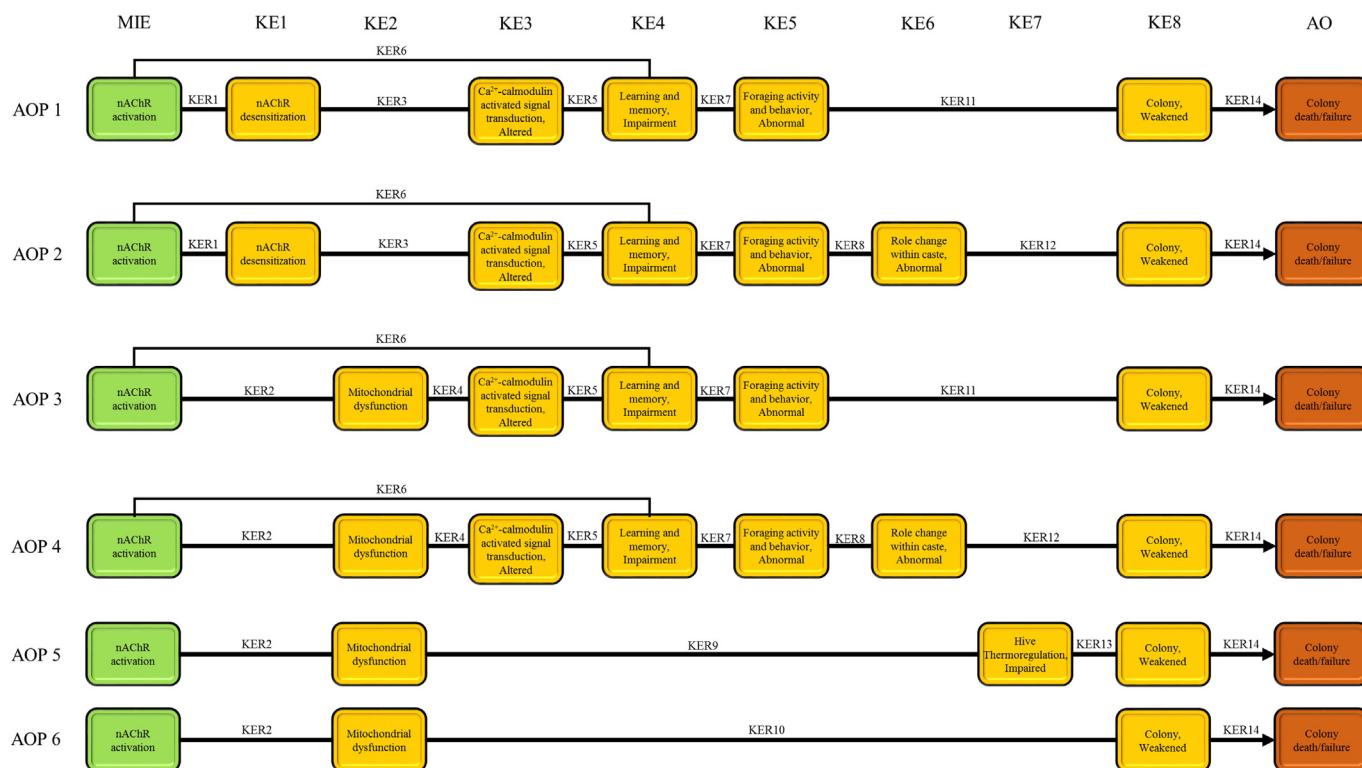 MIE KE1 KE2 KE3 KE4 KE5 KE6 KE7 KE8 AO
KER6
AOP 1
nAChR
activation
KER1
nAChR
desensitization
KER3
Ca²⁺-calmodulin
activated signal
transduction,
Altered
KER5
Learning and
memory,
Impairment
KER7
Foraging activity
and behavior,
Abnormal
KER11
Colony,
Weakened
KER14
Colony
death/failure
KER6
AOP 2
nAChR
activation
KER1
nAChR
desensitization
KER3
Ca²⁺-calmodulin
activated signal
transduction,
Altered
KER5
Learning and
memory,
Impairment
KER7
Foraging activity
and behavior,
Abnormal
KER8
Role change
within caste,
Abnormal
KER12
Colony,
Weakened
KER14
Colony
death/failure
KER6
AOP 3
nAChR
activation
KER2
Mitochondrial
dysfunction
KER4
Ca²⁺-calmodulin
activated signal
transduction,
Altered
KER5
Learning and
memory,
Impairment
KER7
Foraging activity
and behavior,
Abnormal
KER11
Colony,
Weakened
KER14
Colony
death/failure
KER6
AOP 4
nAChR
activation
KER2
Mitochondrial
dysfunction
KER4
Ca²⁺-calmodulin
activated signal
transduction,
Altered
KER5
Learning and
memory,
Impairment
KER7
Foraging activity
and behavior,
Abnormal
KER8
Role change
within caste,
Abnormal
KER12
Colony,
Weakened
KER14
Colony
death/failure
AOP 5
nAChR
activation
KER2
Mitochondrial
dysfunction
KER9
Hive
Thermoregulation,
Impaired
KER13
Colony,
Weakened
KER14
Colony
death/failure
AOP 6
nAChR
activation
KER2
Mitochondrial
dysfunction
KER10
Colony,
Weakened
KER14
Colony
death/failure